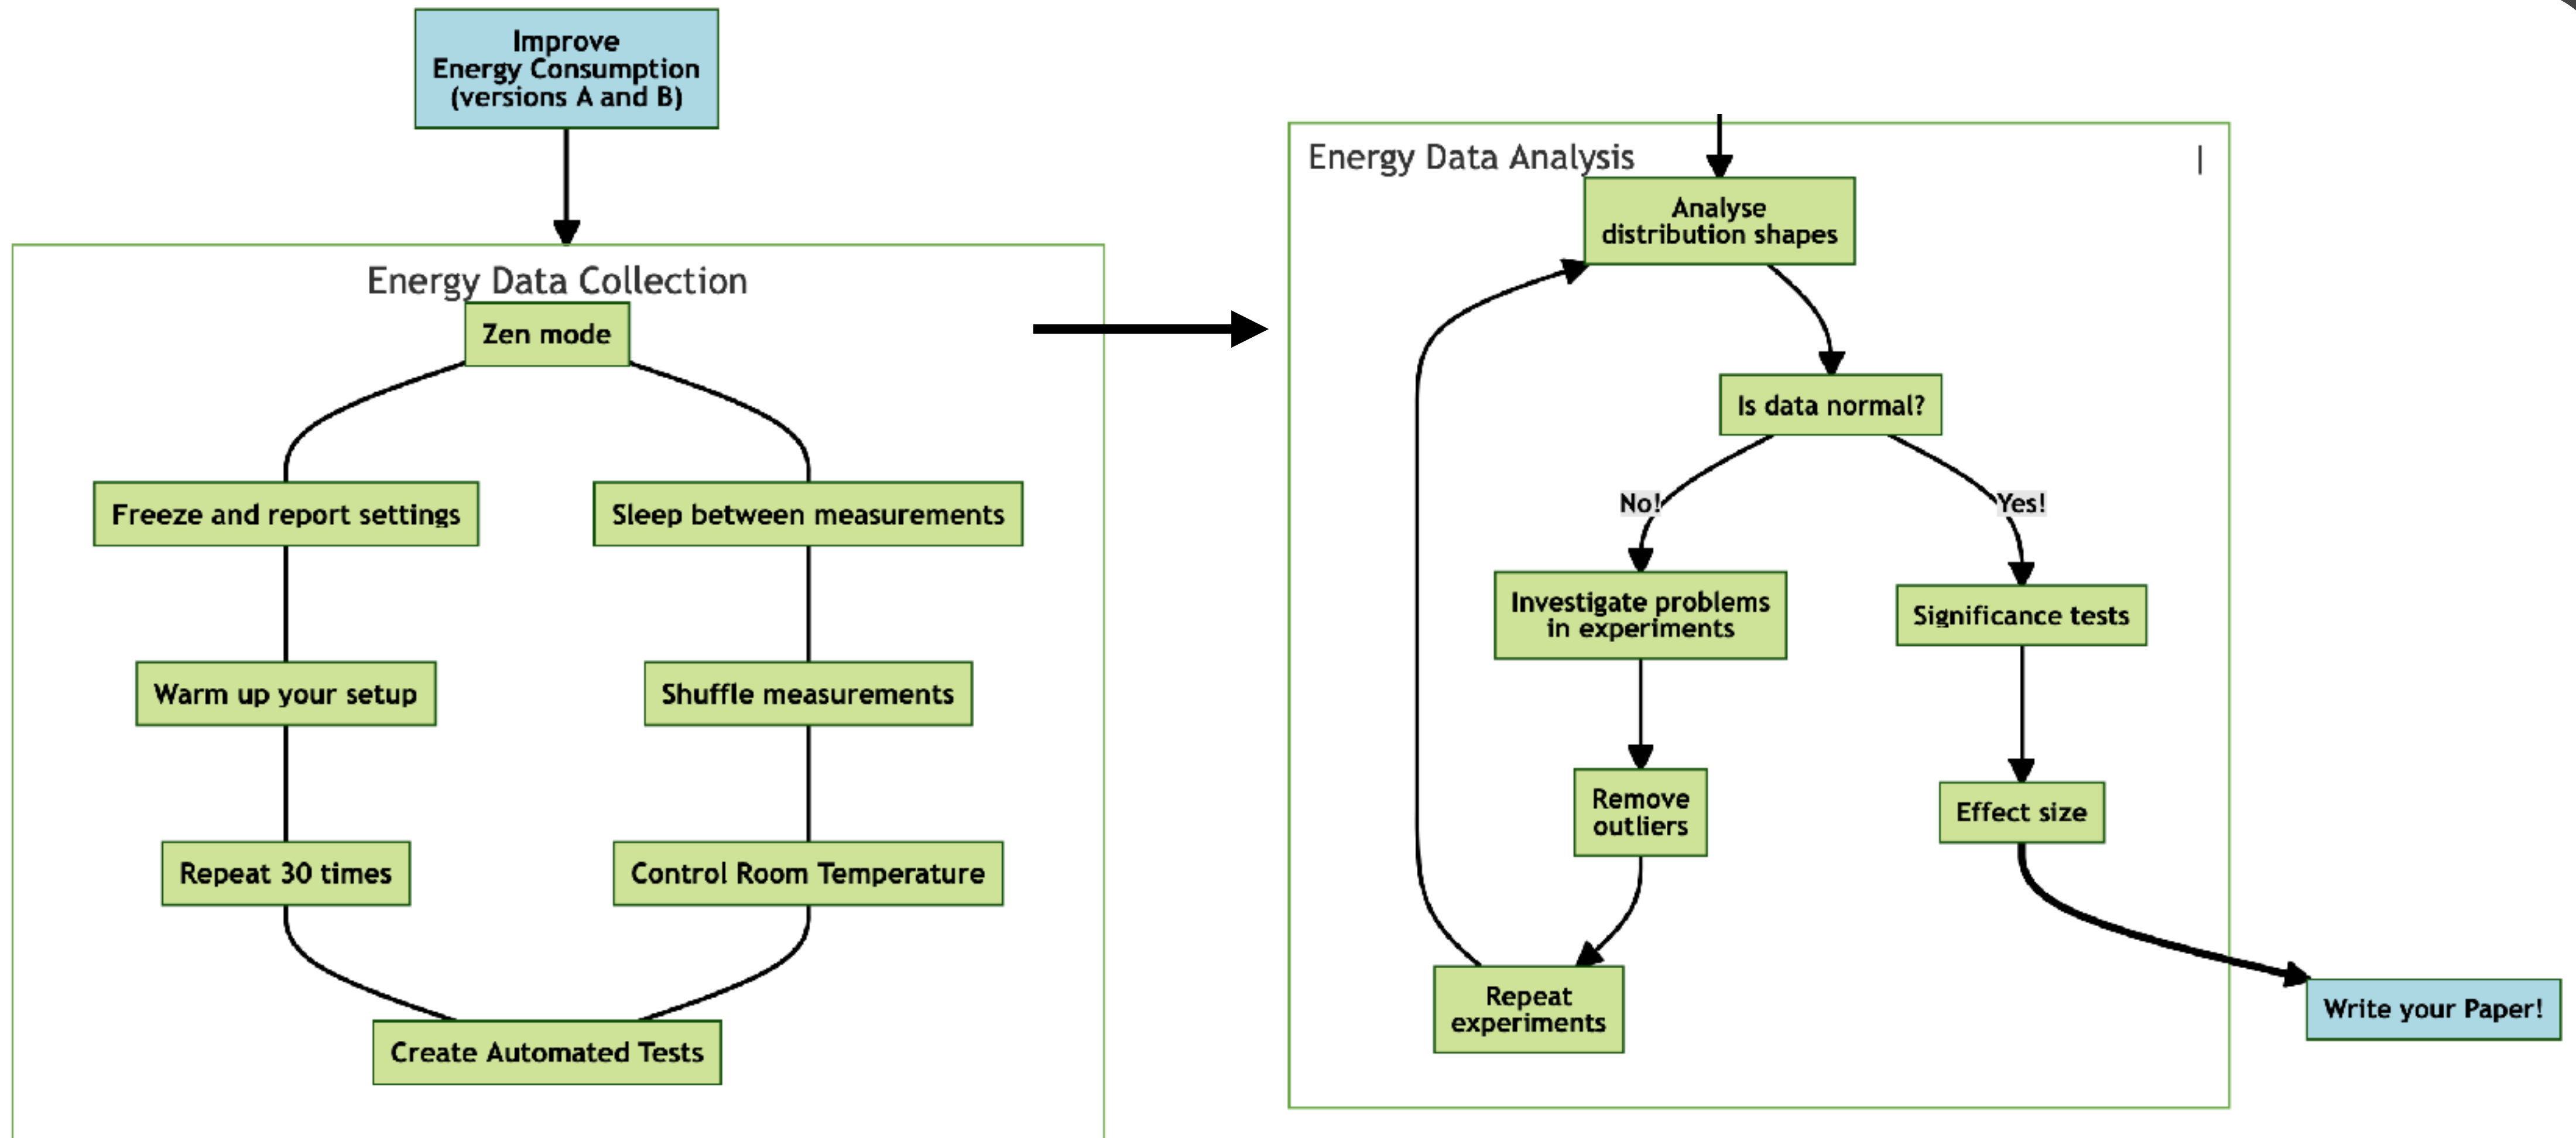 Improve
Energy Consumption
(versions A and B)
Energy Data Collection
Zen mode
Freeze and report settings
Sleep between measurements
Warm up your setup
Shuffle measurements
Repeat 30 times
Control Room Temperature
Create Automated Tests
Energy Data Analysis
Analyse
distribution shapes
Is data normal?
No!
Yes!
Investigate problems
in experiments
Significance tests
Remove
outliers
Effect size
Repeat
experiments
Write your Paper!